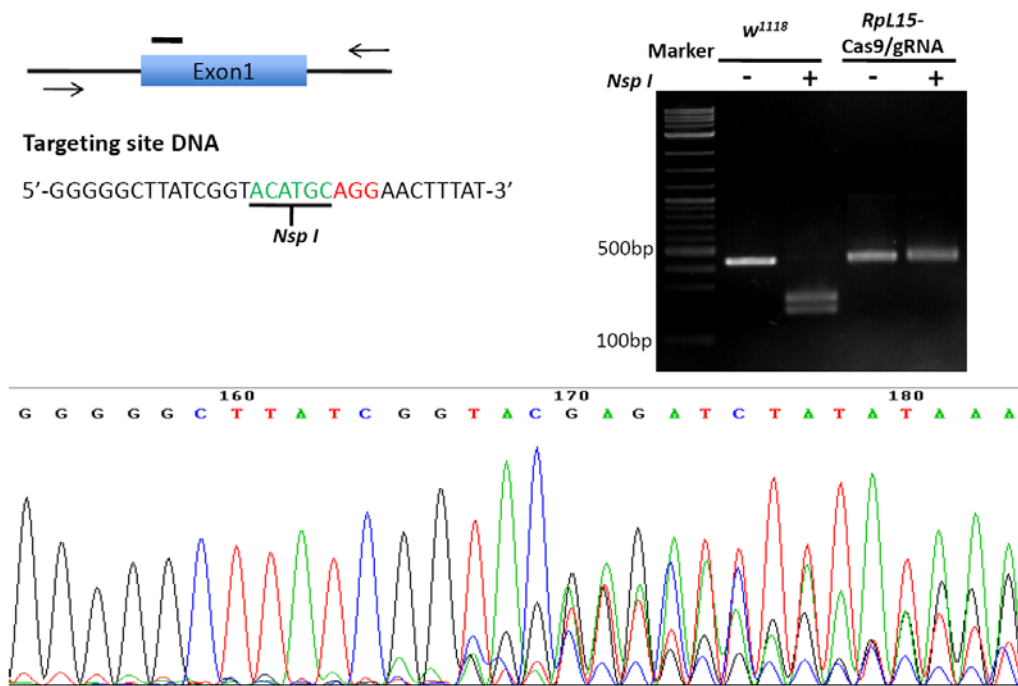 Exon1
Targeting site DNA
5’-GGGGGCTTATCGGTACATGCAGGAACTTTAT-3’
Nsp I
Marker
w1118
RpL15-
Cas9/gRNA
Nsp I - + - +
500bp
100bp
160 170 180
G G G G G C T T A T C G G T A C G A G A T C T A T A T A A A